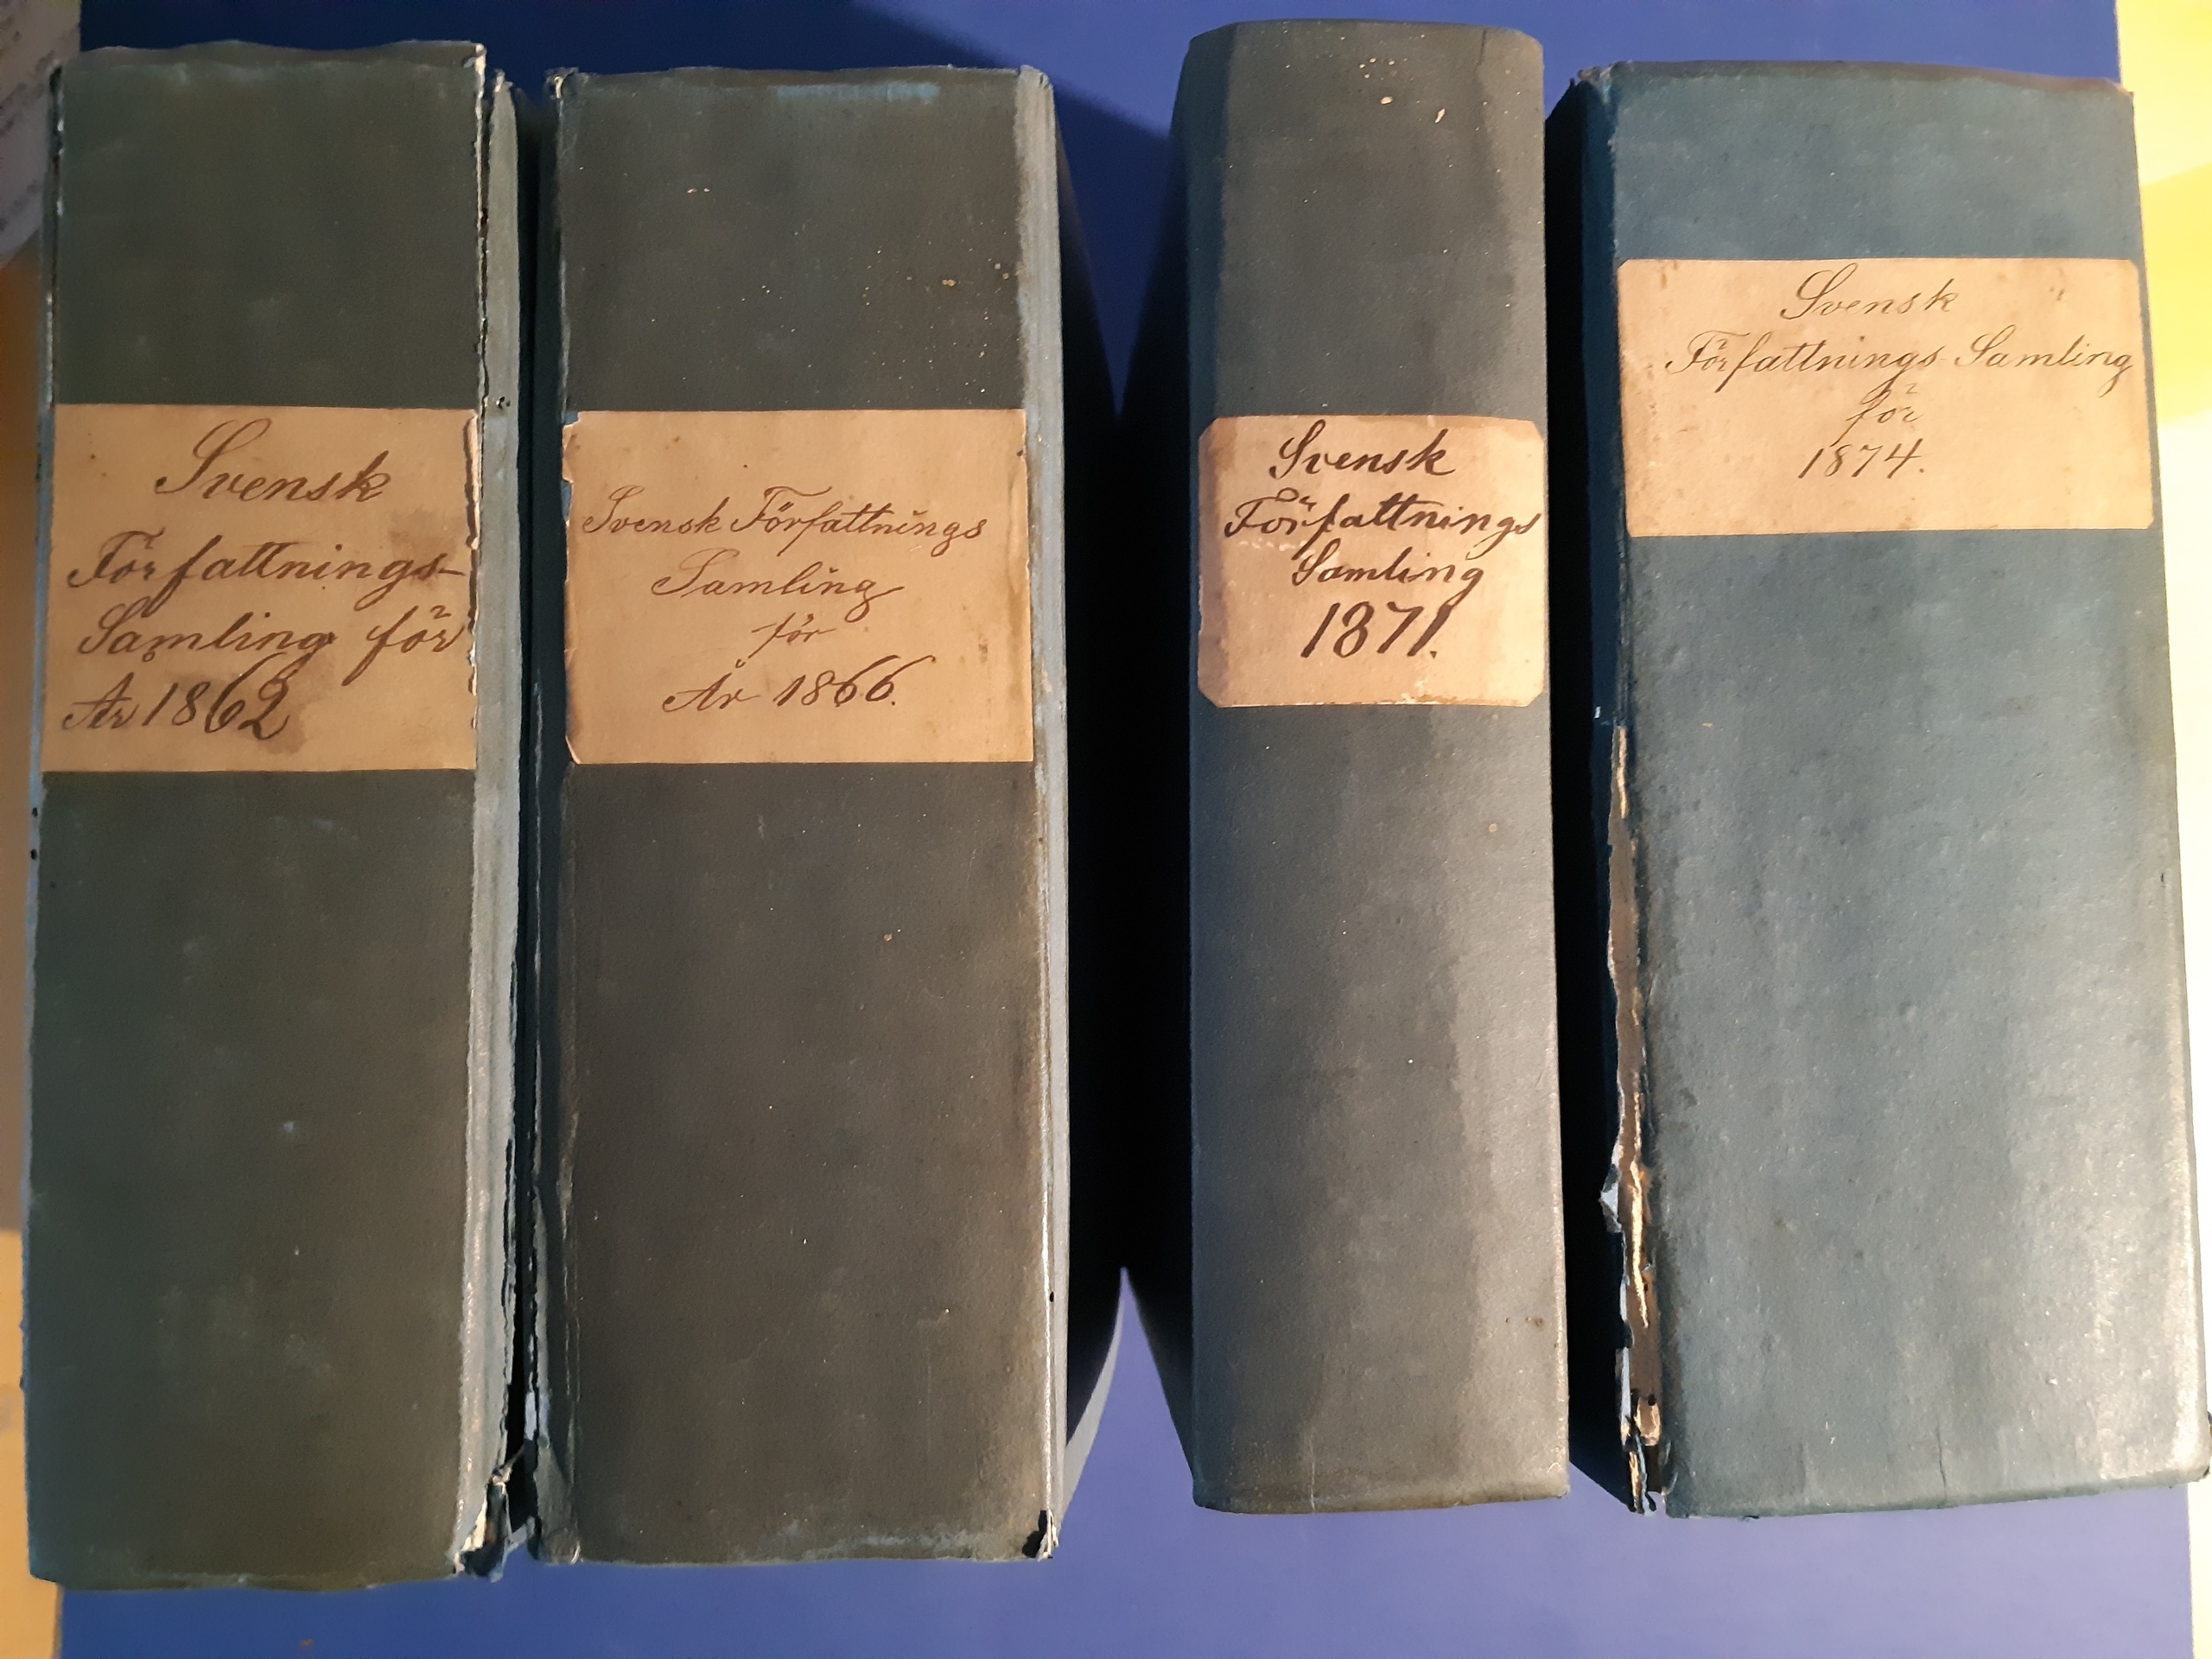 Svensk
Författnings-
Samling för
År 1862
Svensk Författnings
Samling
för
År 1866.
Svensk
Författnings
Samling
1871.
Svensk
Författnings-Samling
för
1874.